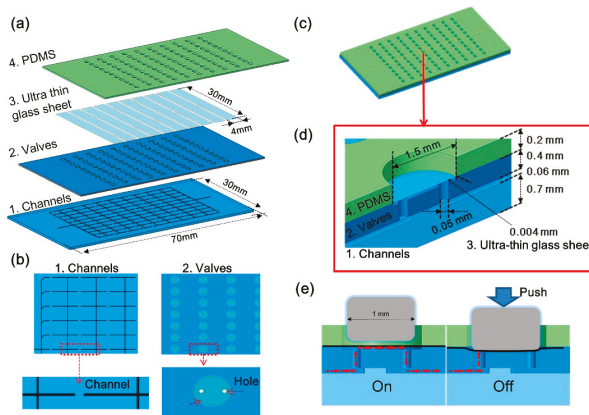 (a)
4. PDMS
3. Ultra thin
glass sheet
30mm
4mm
2. Valves
1. Channels
30mm
70mm
(b)
1. Channels
2. Valves
Channel
Hole
(c)
(d)
1.5 mm
0.2 mm
0.4 mm
0.06 mm
0.7 mm
4. PDMS
2. Valves
0.05 mm
0.004 mm
1. Channels
3. Ultra-thin glass sheet
(e)
Push
1 mm
On
Off